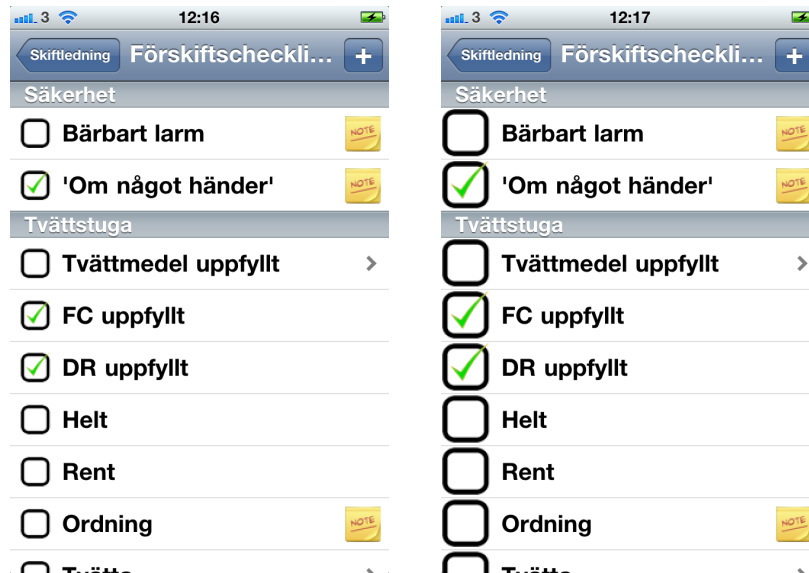 3 12:16
Skiftledning Förskiftscheckli... +
Säkerhet
Bärbart larm NOTE
'Om något händer' NOTE
Tvättstuga
Tvättmedel uppfyllt
FC uppfyllt
DR uppfyllt
Helt
Rent
Ordning NOTE
Tvätta
3 12:17
Skiftledning Förskiftscheckli... +
Säkerhet
Bärbart larm NOTE
'Om något händer' NOTE
Tvättstuga
Tvättmedel uppfyllt
FC uppfyllt
DR uppfyllt
Helt
Rent
Ordning NOTE
Tvätta